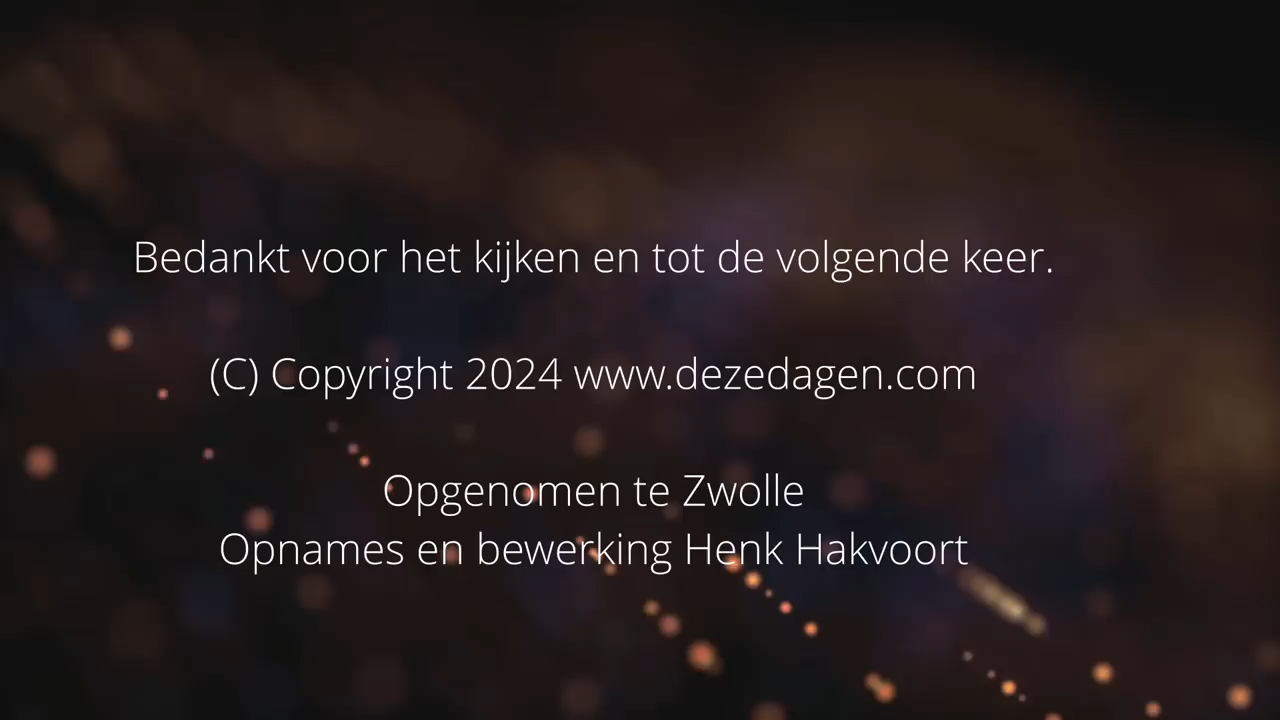 Bedankt voor het kijken en tot de volgende keer.
(C) Copyright 2024 www.dezedagen.com
Opgenomen te Zwolle
Opnames en bewerking Henk Hakvoort